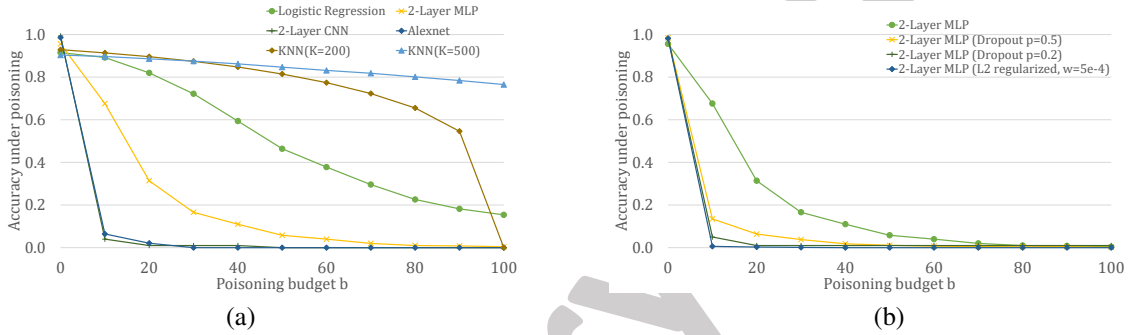 Logistic Regression 2-Layer MLP
2-Layer CNN Alexnet
KNN(K=200) KNN(K=500)
Accuracy under poisoning
1.0
0.8
0.6
0.4
0.2
0.0
0 20 40 60 80 100
Poisoning budget b
(a)
2-Layer MLP
2-Layer MLP (Dropout p=0.5)
2-Layer MLP (Dropout p=0.2)
2-Layer MLP (L2 regularized, w=5e-4)
Accuracy under poisoning
1.0
0.8
0.6
0.4
0.2
0.0
0 20 40 60 80 100
Poisoning budget b
(b)